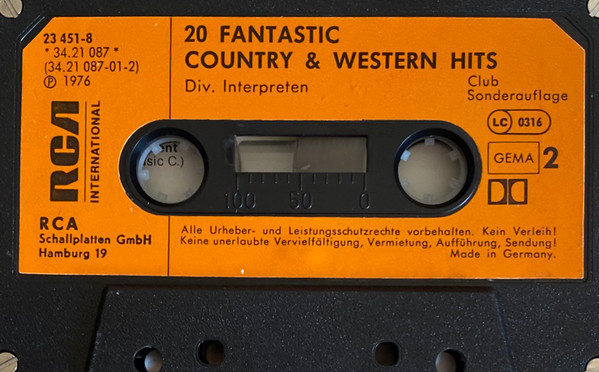 23 451-8
* 34.21 087 *
(34.21 087-01-2)
Ⓟ 1976
20 FANTASTIC
COUNTRY & WESTERN HITS
Div. Interpreten
Club
Sonderauflage
LC 0316
RCA
INTERNATIONAL
GEMA 2
100 50 0
RCA
Schallplatten GmbH
Hamburg 19
Alle Urheber- und Leistungsschutzrechte vorbehalten. Kein Verleih!
Keine unerlaubte Vervielfältigung, Vermietung, Aufführung, Sendung!
Made in Germany.